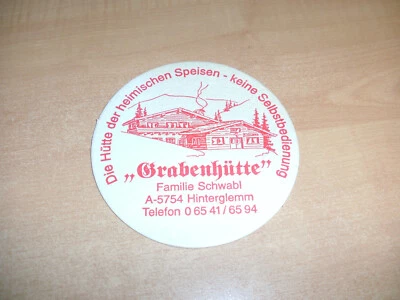 Die Hütte der heimischen Speisen - keine Selbstbedienung
„Grabenhütte”
Familie Schwabl
A-5754 Hinterglemm
Telefon 0 65 41 / 65 94